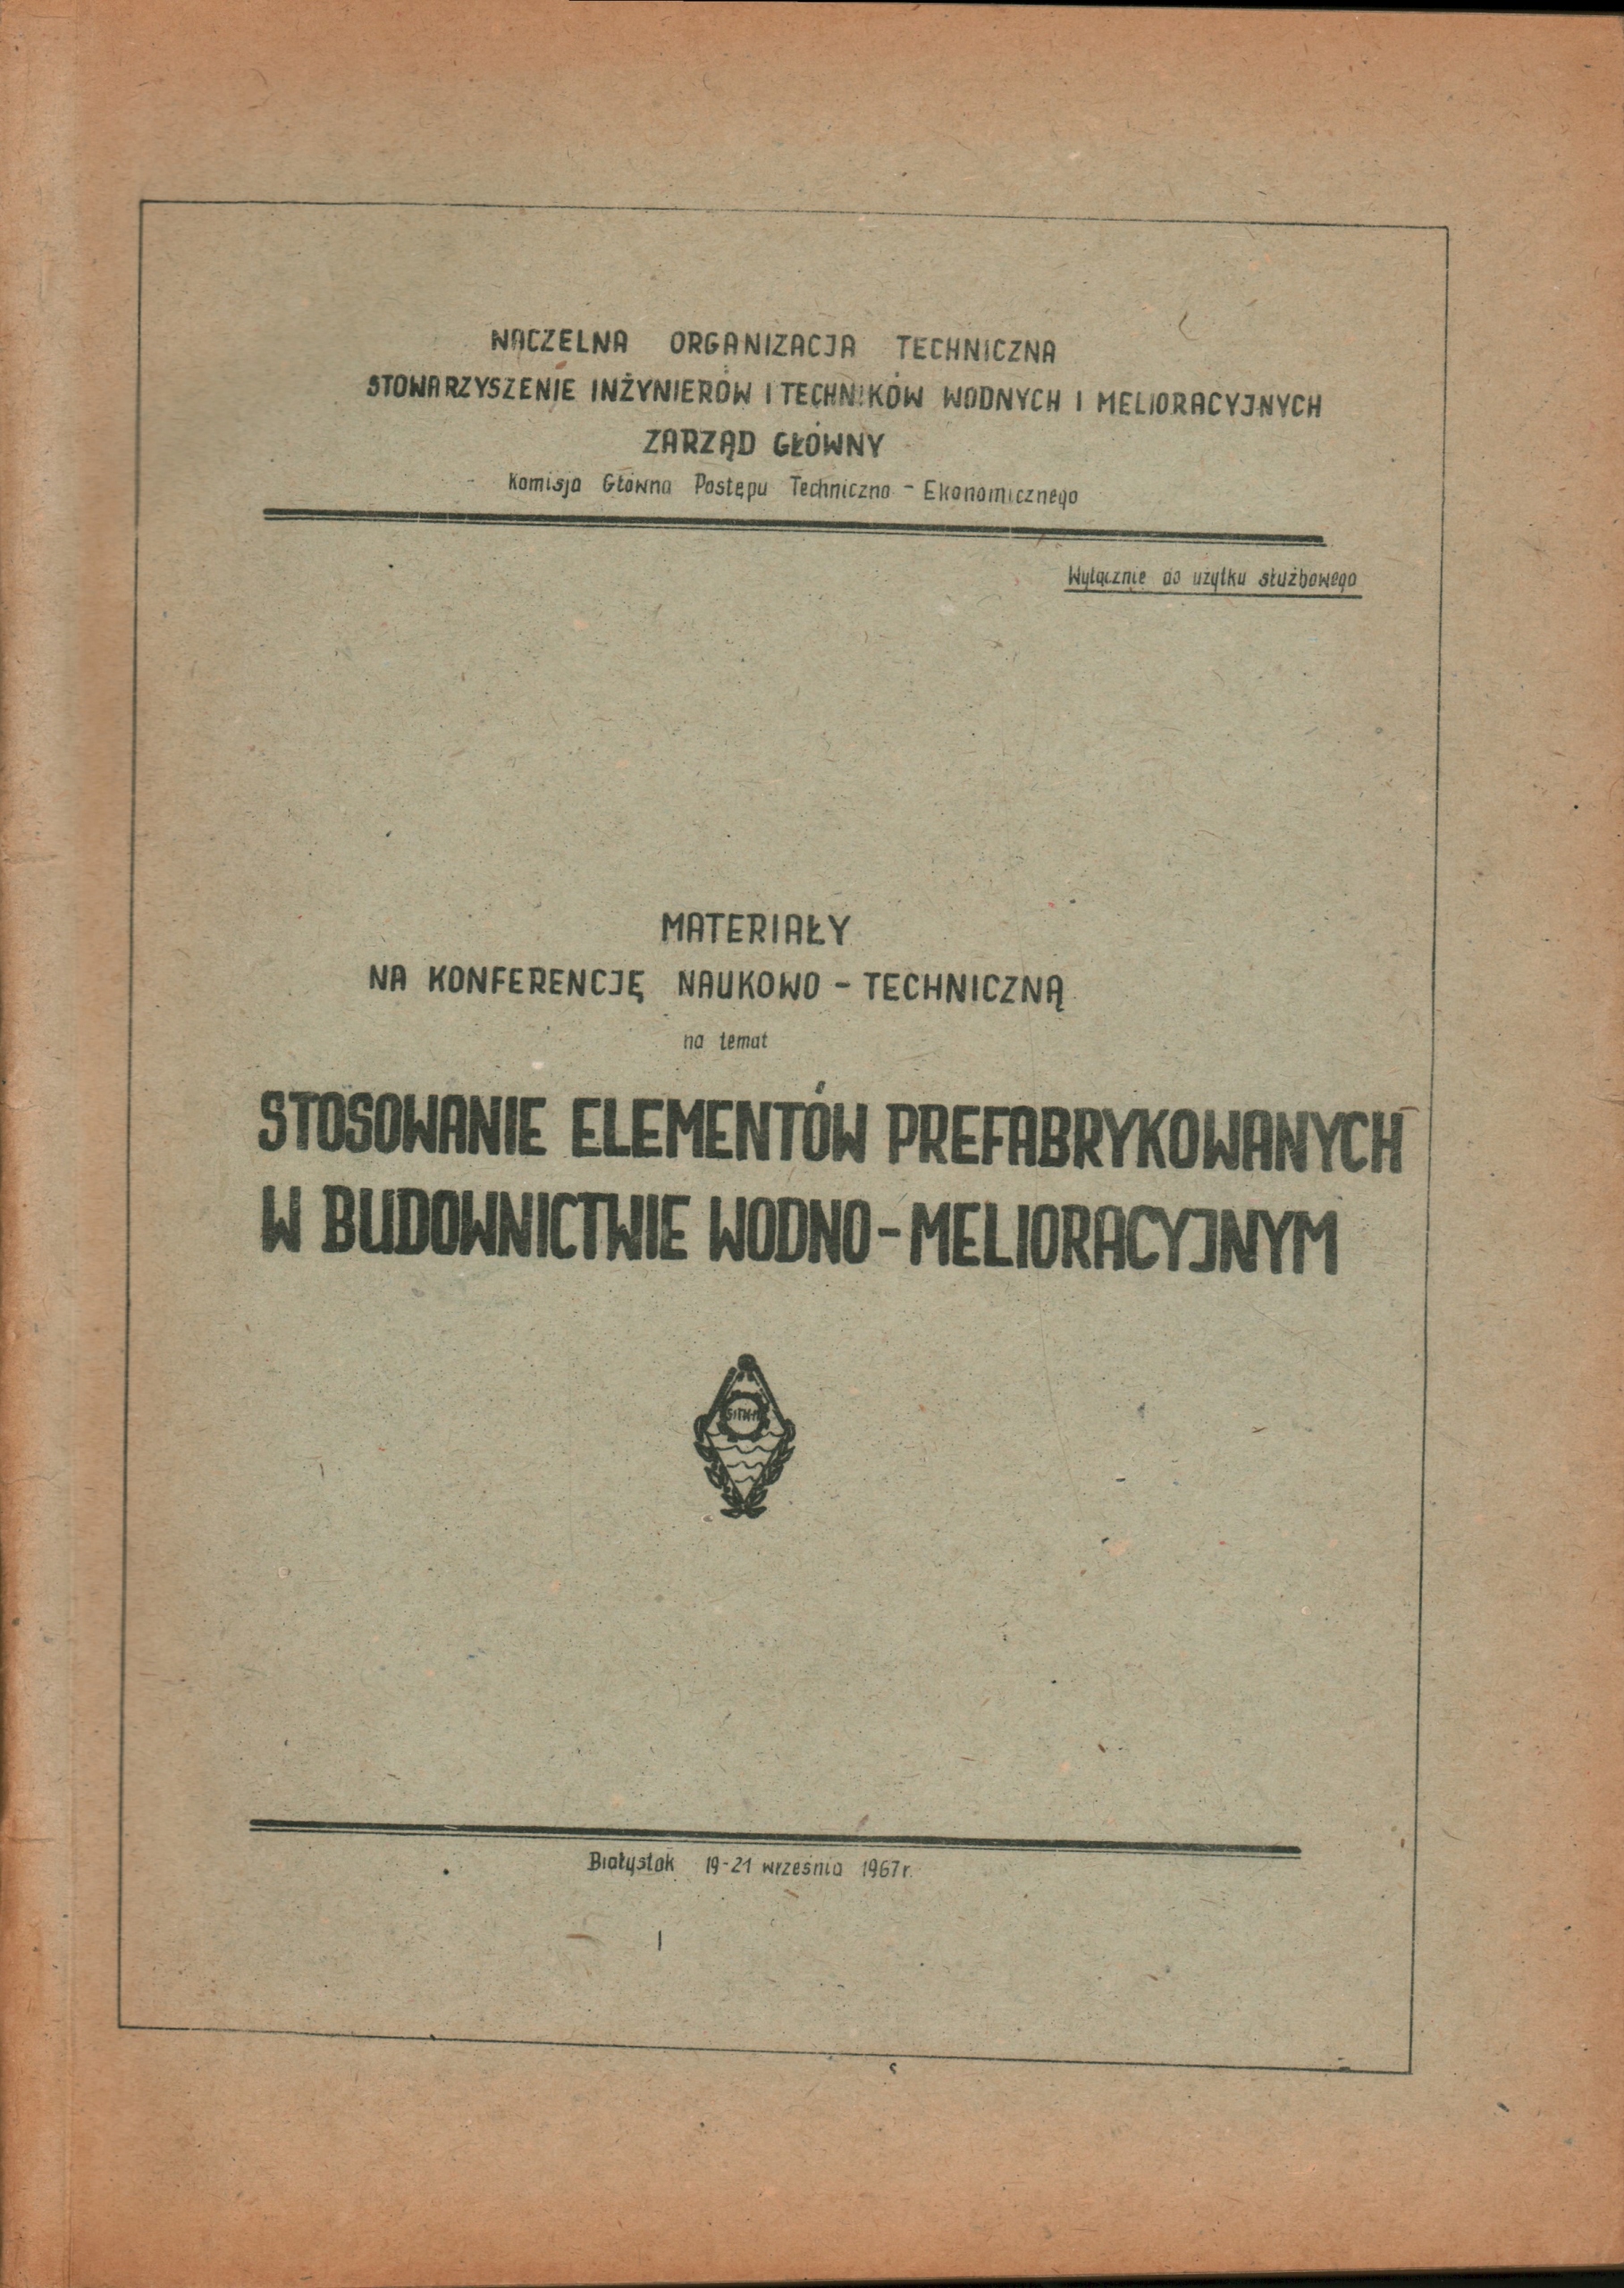 NACZELNA ORGANIZACJA TECHNICZNA
STOWARZYSZENIE INŻYNIERÓW I TECHNIKÓW WODNYCH I MELIORACYJNYCH
ZARZĄD GŁÓWNY
Komisja Główna Postępu Techniczno - Ekonomicznego
Wyłącznie do użytku służbowego
MATERIAŁY
NA KONFERENCJĘ NAUKOWO - TECHNICZNĄ
na temat
STOSOWANIE ELEMENTÓW PREFABRYKOWANYCH
W BUDOWNICTWIE WODNO - MELIORACYJNYM
Białystok 19-21 września 1967 r.